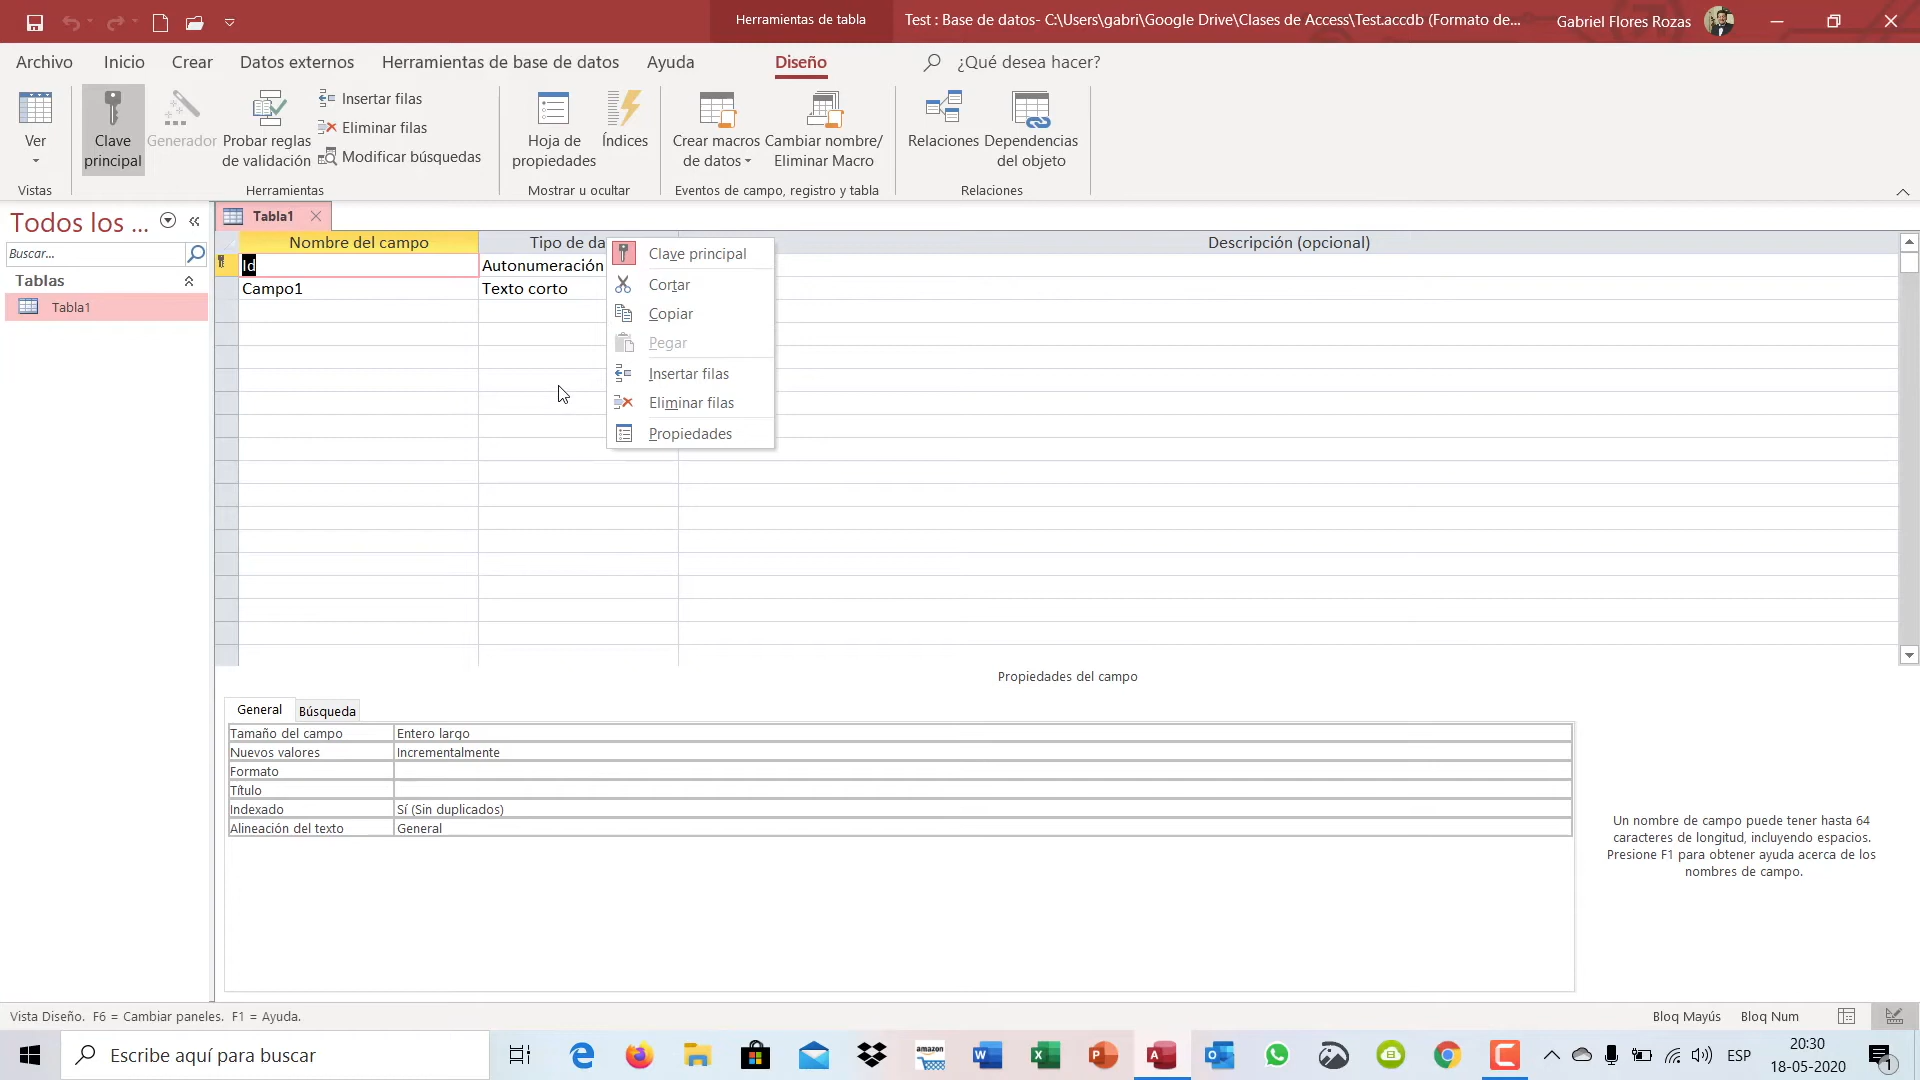 Herramientas de tabla
Test : Base de datos- C:\Users\gabri\Google Drive\Clases de Access\Test.accdb (Formato de...
Gabriel Flores Rozas
Archivo
Inicio
Crear
Datos externos
Herramientas de base de datos
Ayuda
Diseño
¿Qué desea hacer?
Ver
Clave
principal
Generador
Probar reglas
de validación
Insertar filas
Eliminar filas
Modificar búsquedas
Hoja de
propiedades
Índices
Crear macros
de datos
Cambiar nombre/
Eliminar Macro
Relaciones
Dependencias
del objeto
Vistas
Herramientas
Mostrar u ocultar
Eventos de campo, registro y tabla
Relaciones
Todos los ...
Buscar...
Tablas
Tabla1
Tabla1
Nombre del campo
Tipo de da
Descripción (opcional)
Id
Autonumeración
Campo1
Texto corto
Clave principal
Cortar
Copiar
Pegar
Insertar filas
Eliminar filas
Propiedades
Propiedades del campo
General
Búsqueda
Tamaño del campo
Entero largo
Nuevos valores
Incrementalmente
Formato
Título
Indexado
Sí (Sin duplicados)
Alineación del texto
General
Un nombre de campo puede tener hasta 64
caracteres de longitud, incluyendo espacios.
Presione F1 para obtener ayuda acerca de los
nombres de campo.
Vista Diseño.  F6 = Cambiar paneles.  F1 = Ayuda.
Bloq Mayús
Bloq Num
Escribe aquí para buscar
amazon
ESP
20:30
18-05-2020
1